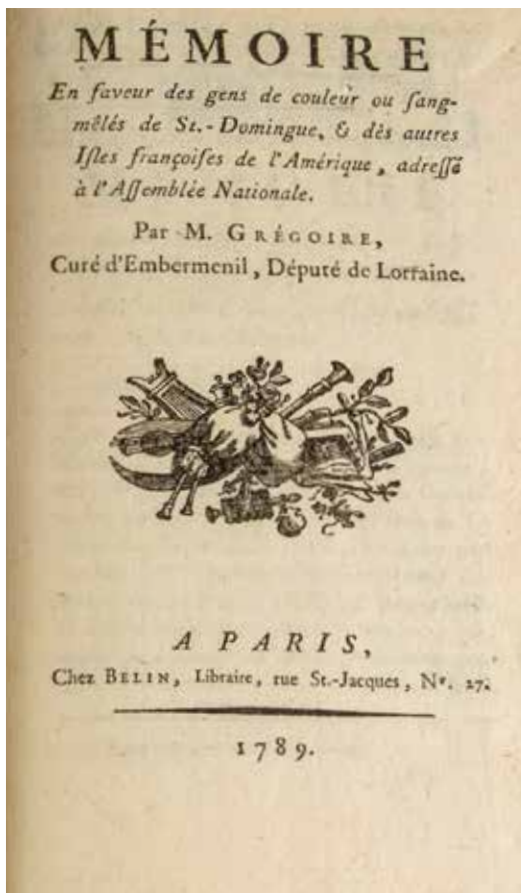 MÉMOIRE
En faveur des gens de couleur ou ſang-
mêlés de St.-Domingue, & dès autres
Iſles françoiſes de l'Amérique, adreſſé
à l'Aſſemblée Nationale.
Par M. GRÉGOIRE,
Curé d'Embermenil, Député de Lorraine.
A PARIS,
Chez BELIN, Libraire, rue St.-Jacques, Nº. 27.
1789.